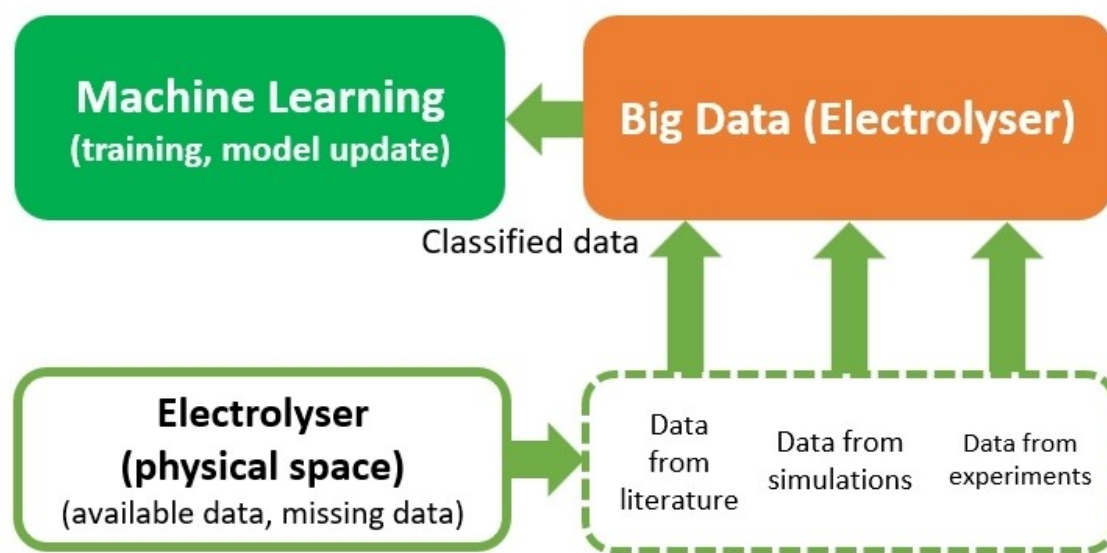 Machine Learning
(training, model update)
Big Data (Electrolyser)
Classified data
Electrolyser
(physical space)
(available data, missing data)
Data
from
literature
Data from
simulations
Data from
experiments